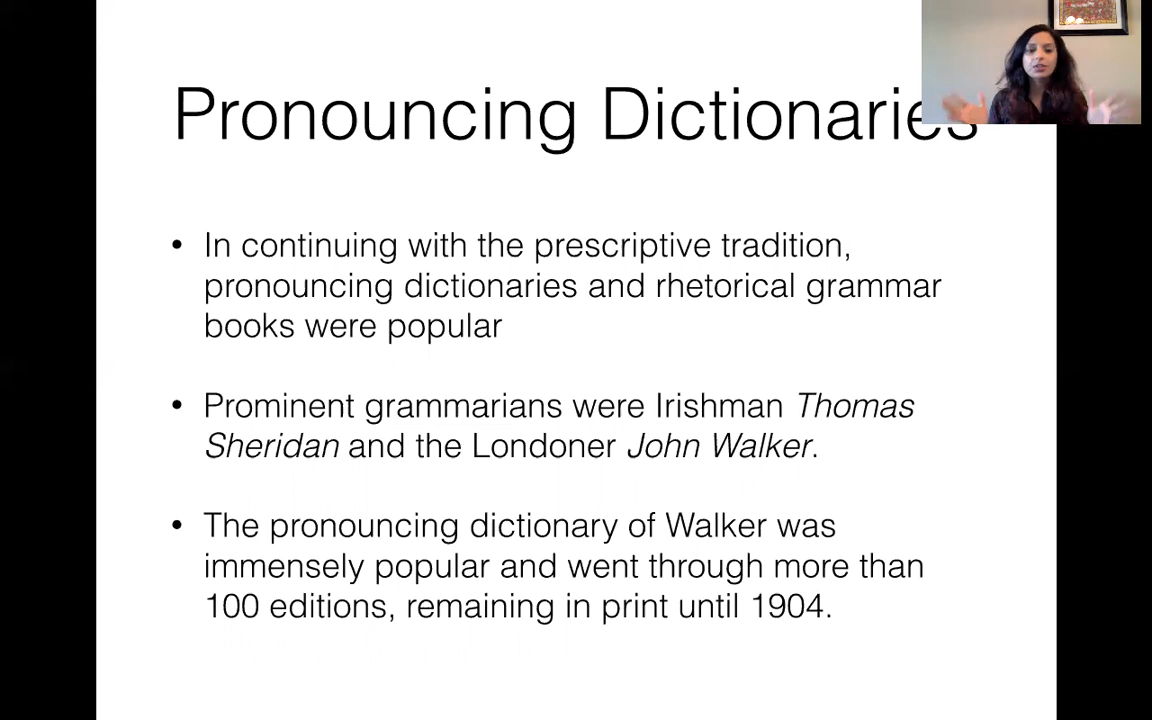 Pronouncing Dictionaries
• In continuing with the prescriptive tradition,
pronouncing dictionaries and rhetorical grammar
books were popular
• Prominent grammarians were Irishman Thomas
Sheridan and the Londoner John Walker.
• The pronouncing dictionary of Walker was
immensely popular and went through more than
100 editions, remaining in print until 1904.